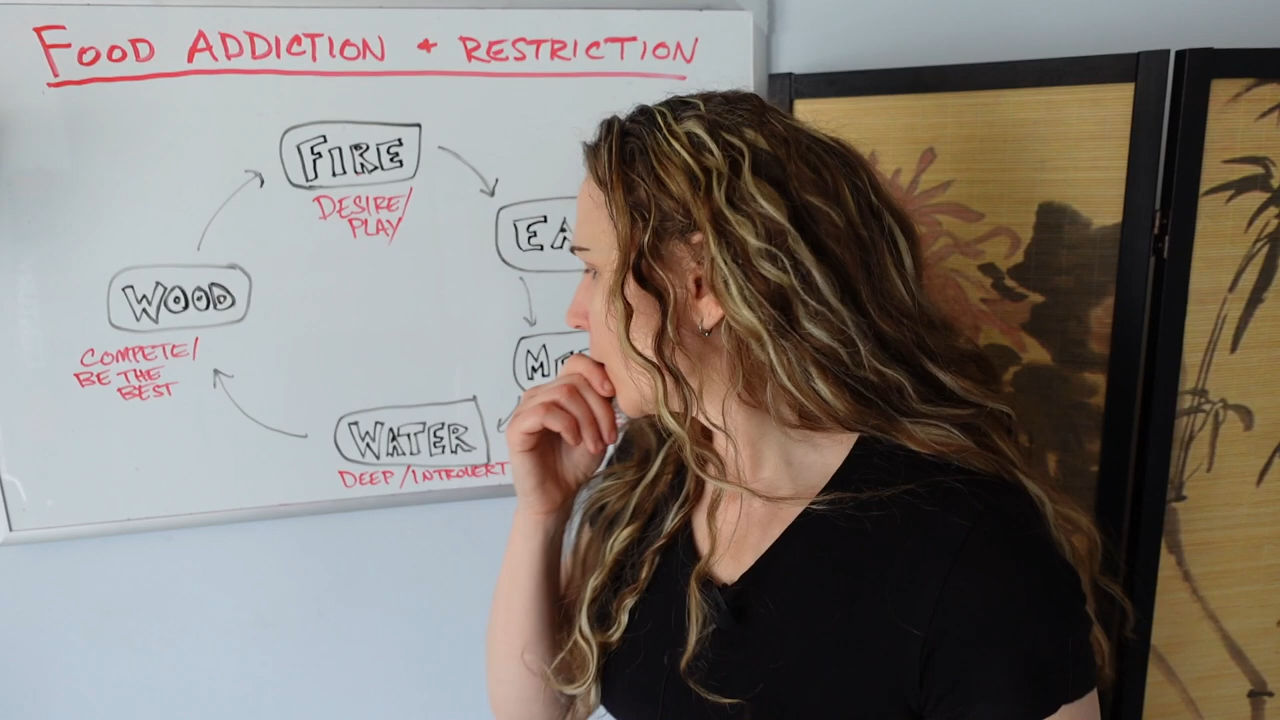 FOOD ADDICTION + RESTRICTION
FIRE
DESIRE/
PLAY
WOOD
COMPETE/
BE THE
BEST
WATER
DEEP/INTROVERT